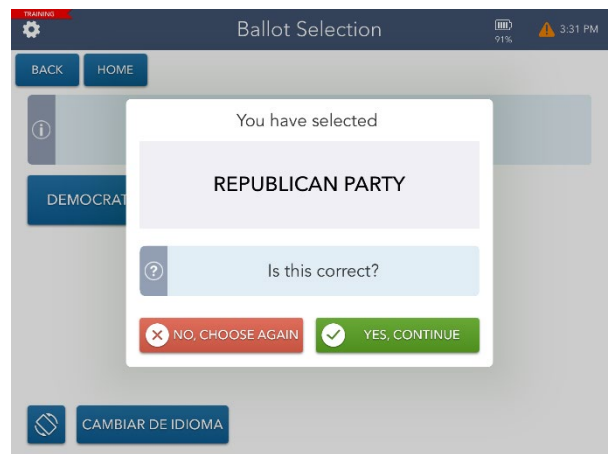 TRAINING
Ballot Selection
91%
3:31 PM
BACK
HOME
You have selected
REPUBLICAN PARTY
DEMOCRAT
Is this correct?
NO, CHOOSE AGAIN
YES, CONTINUE
CAMBIAR DE IDIOMA